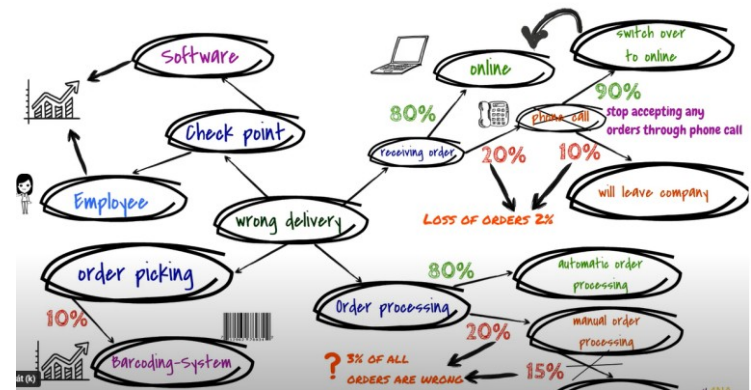 Software
Check point
Employee
wrong delivery
order picking
10%
Barcoding-System
receiving order
80%
online
20%
phone call
90%
switch over
to online
stop accepting any
orders through phone call
10%
will leave company
LOSS OF ORDERS 2%
Order processing
80%
automatic order
processing
20%
manual order
processing
15%
? 3% OF ALL
ORDERS ARE WRONG
át (k)